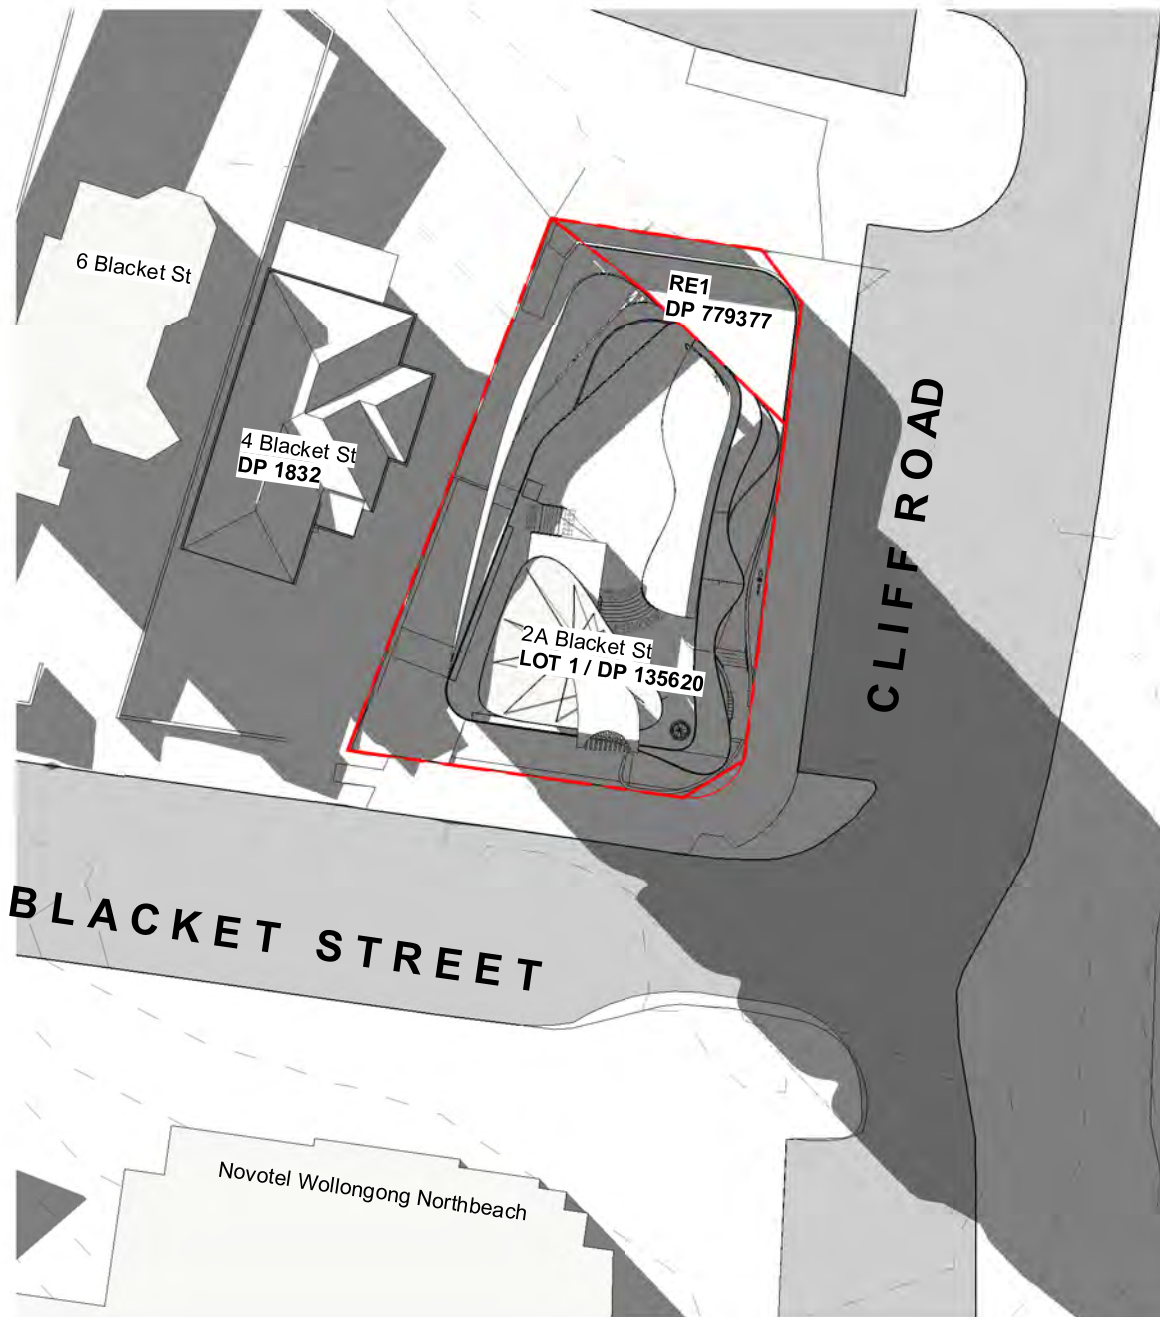 6 Blacket St
RE1
DP 779377
4 Blacket St
DP 1832
CLIFF ROAD
2A Blacket St
LOT 1 / DP 135620
BLACKET STREET
Novotel Wollongong Northbeach